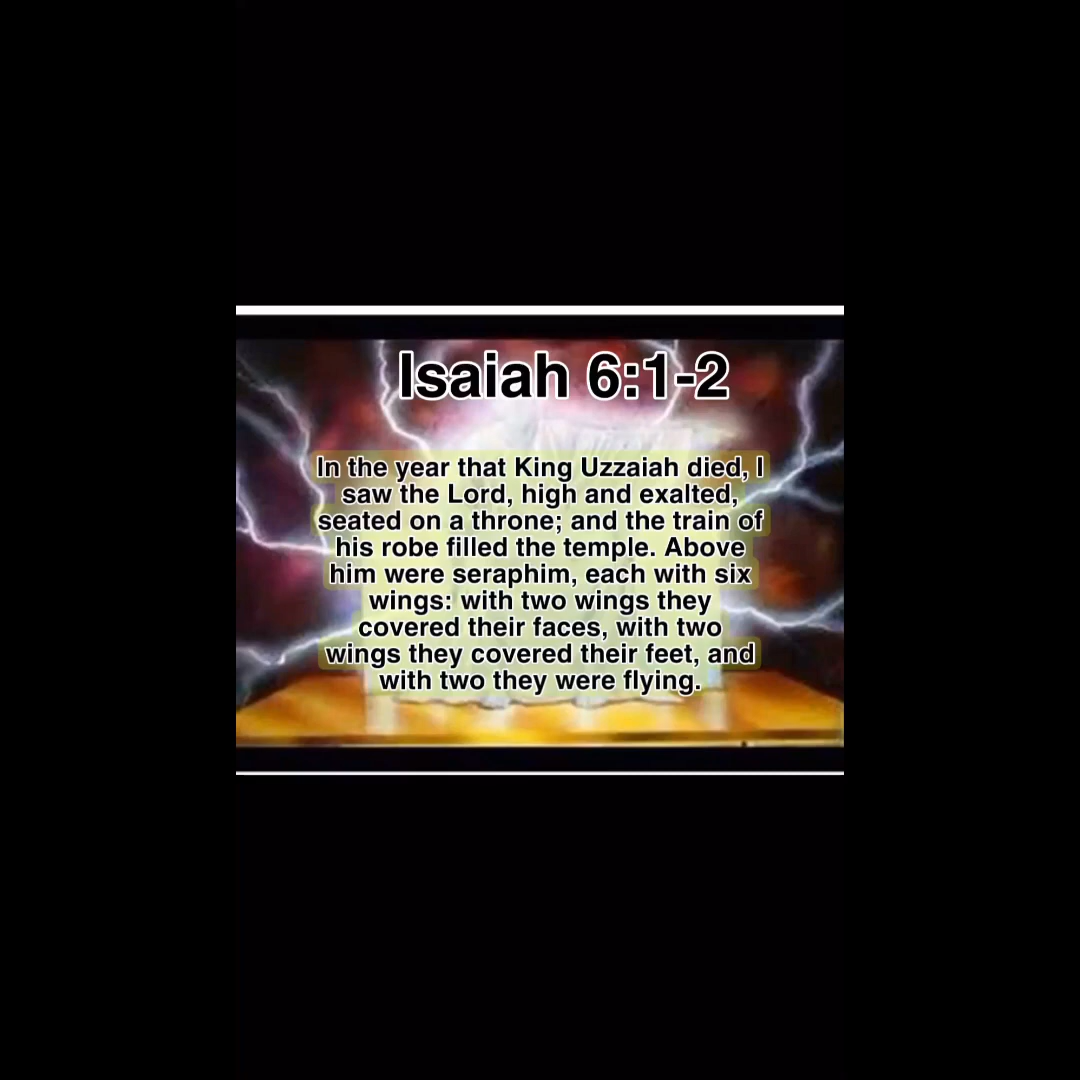 Isaiah 6:1-2
In the year that King Uzzaiah died, I
saw the Lord, high and exalted,
seated on a throne; and the train of
his robe filled the temple. Above
him were seraphim, each with six
wings: with two wings they
covered their faces, with two
wings they covered their feet, and
with two they were flying.